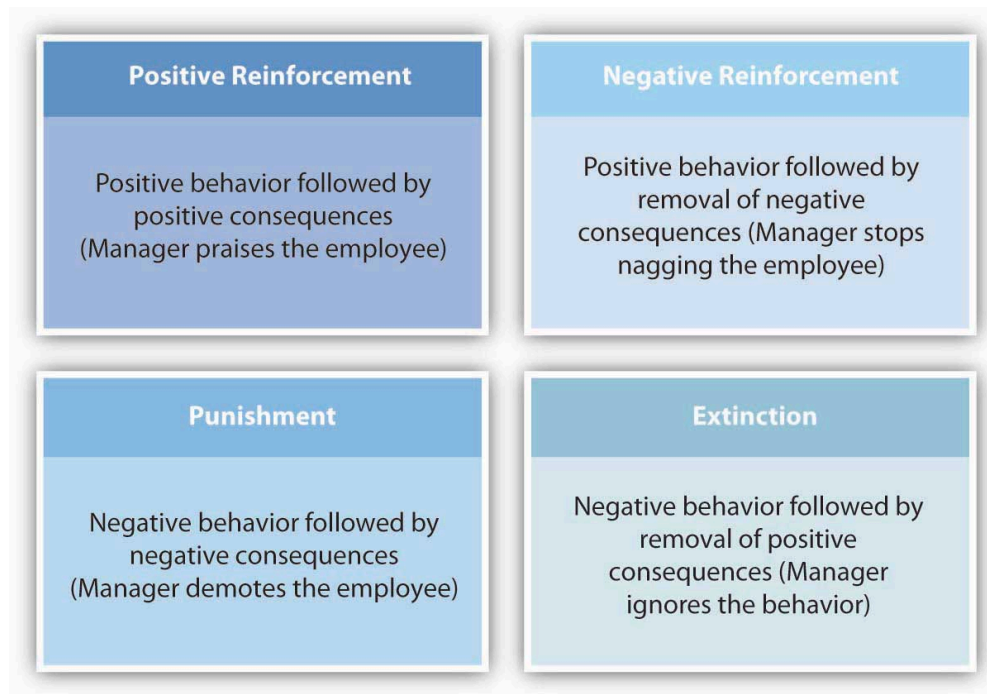 Positive Reinforcement
Positive behavior followed by
positive consequences
(Manager praises the employee)
Negative Reinforcement
Positive behavior followed by
removal of negative
consequences (Manager stops
nagging the employee)
Punishment
Negative behavior followed by
negative consequences
(Manager demotes the employee)
Extinction
Negative behavior followed by
removal of positive
consequences (Manager
ignores the behavior)